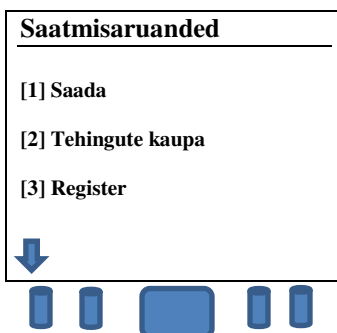 Saatmisaruanded
[1] Saada
[2] Tehingute kaupa
[3] Register